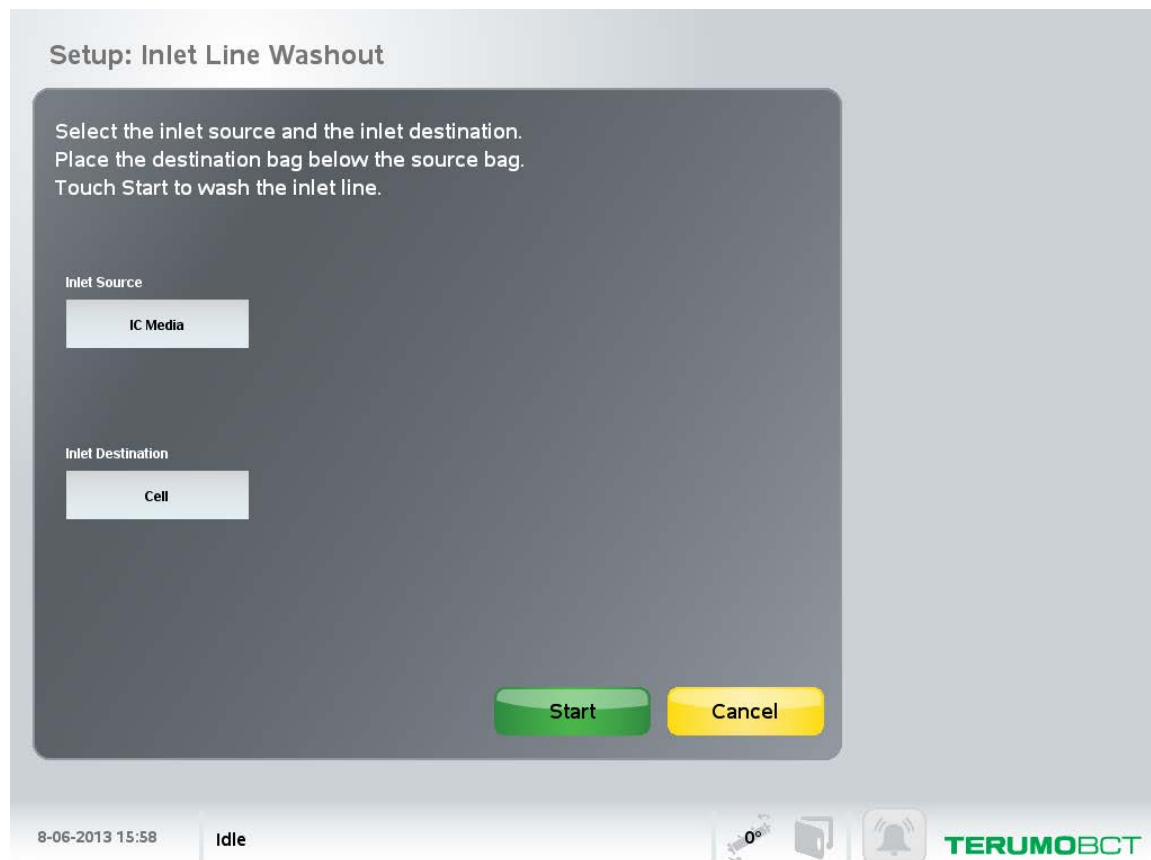 Setup: Inlet Line Washout
Select the inlet source and the inlet destination.
Place the destination bag below the source bag.
Touch Start to wash the inlet line.
Inlet Source
IC Media
Inlet Destination
Cell
Start
Cancel
8-06-2013 15:58
Idle
0°
TERUMOBCT